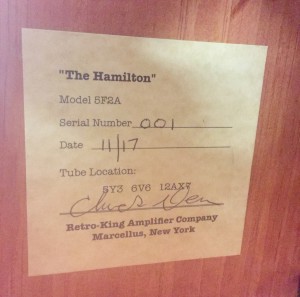 "The Hamilton"
Model 5F2A
Serial Number 001
Date 11/17
Tube Location:
5Y3 6V6 12AX7
Retro-King Amplifier Company
Marcellus, New York